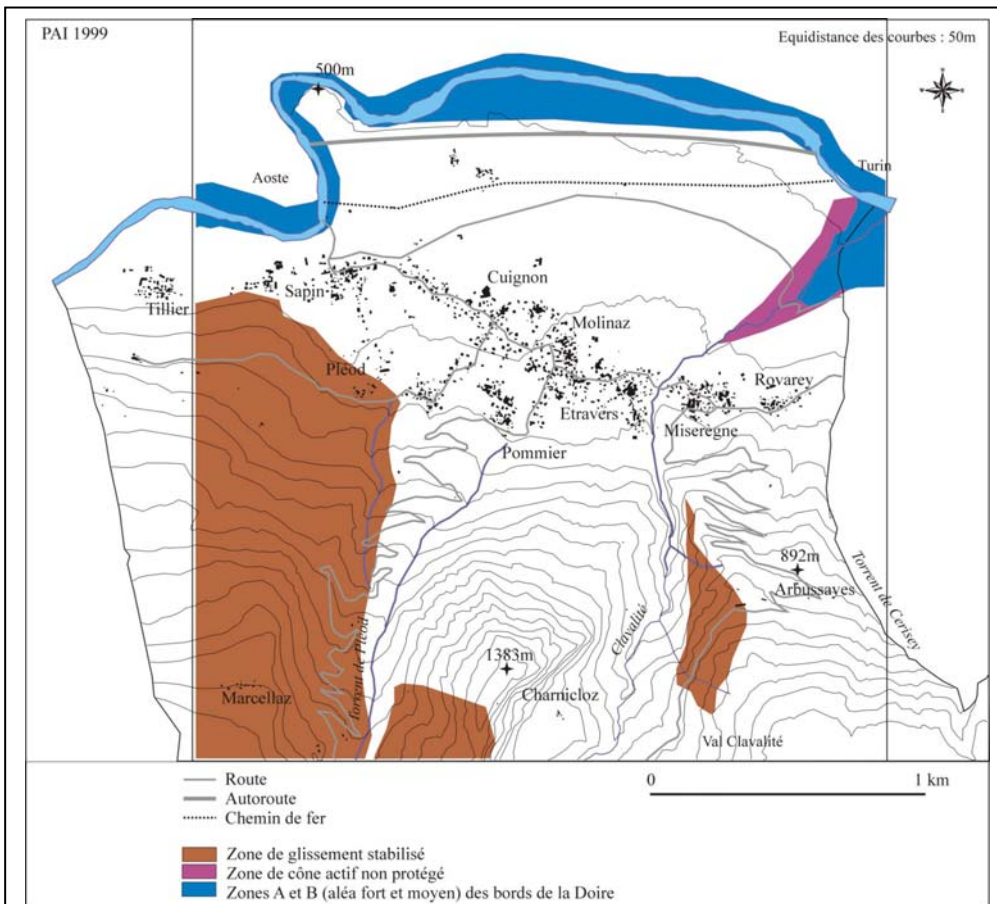 PAI 1999
Equidistance des courbes : 50m
500m
Aoste
Turin
Tillier
Sapin
Cuignon
Molinaz
Pléod
Etravers
Rovarey
Miserègne
Pommier
892m
Arbussayes
Torrent de Cerisey
Clavalité
1383m
Torrent de Pléod
Marcellaz
Charnicloz
Val Clavalité
Route
Autoroute
Chemin de fer
0 1 km
Zone de glissement stabilisé
Zone de cône actif non protégé
Zones A et B (aléa fort et moyen) des bords de la Doire